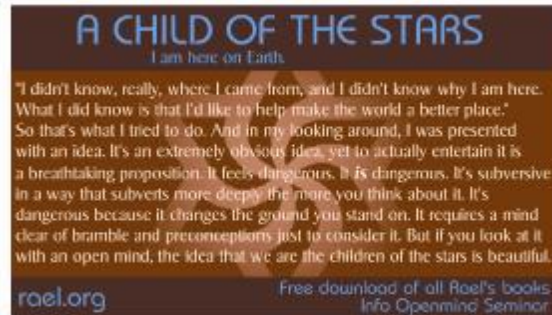 A CHILD OF THE STARS
I am here on Earth.
"I didn't know, really, where I came from, and I didn't know why I am here.
What I did know is that I'd like to help make the world a better place."
So that's what I tried to do. And in my looking around, I was presented
with an idea. It's an extremely obvious idea, yet to actually entertain it is
a breathtaking proposition. It feels dangerous. It is dangerous. It's subversive
in a way that subverts more deeply the more you think about it. It's
dangerous because it changes the ground you stand on. It requires a mind
clear of bramble and preconceptions just to consider it. But if you look at it
with an open mind, the idea that we are the children of the stars is beautiful.
rael.org
Free download of all Rael's books
Info Openmind Seminar